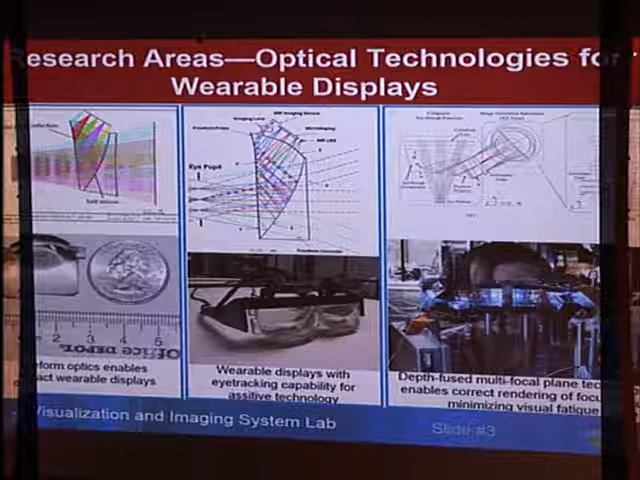 esearch Areas—Optical Technologies for
Wearable Displays
Eye Pupil
2 3 4 5
OFFICE DEPOT
form optics enables
act wearable displays
Wearable displays with
eyetracking capability for
assitive technology
Depth-fused multi-focal plane tec
enables correct rendering of focu
minimizing visual fatigue
Visualization and Imaging System Lab
Slide #3